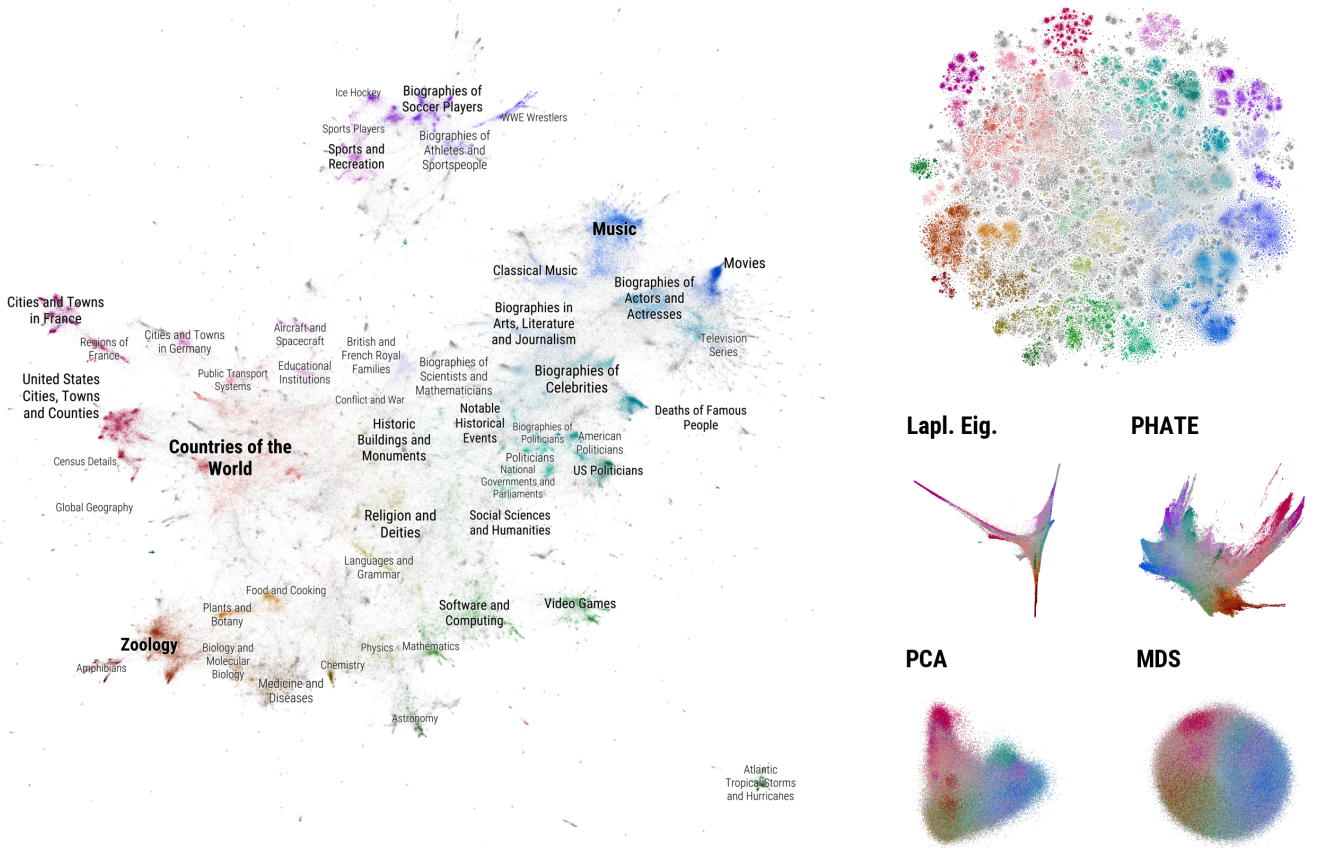 Ice Hockey
Biographies of
Soccer Players
WWE Wrestlers
Sports Players
Biographies of
Athletes and
Sportspeople
Sports and
Recreation
Music
Classical Music
Movies
Biographies of
Actors and
Actresses
Cities and Towns
in France
Biographies in
Arts, Literature
and Journalism
Regions of
France
Cities and Towns
in Germany
Aircraft and
Spacecraft
British and
French Royal
Families
Television
Series
Public Transport
Systems
Educational
Institutions
Biographies of
Scientists and
Mathematicians
Biographies of
Celebrities
United States
Cities, Towns
and Counties
Conflict and War
Notable
Historical
Events
Deaths of Famous
People
Historic
Buildings and
Monuments
Biographies of
Politicians
American
Politicians
Countries of the
World
Politicians
National
Governments and
Parliaments
US Politicians
Census Details
Global Geography
Religion and
Deities
Social Sciences
and Humanities
Languages and
Grammar
Food and Cooking
Plants and
Botany
Software and
Computing
Video Games
Zoology
Amphibians
Biology and
Molecular
Biology
Physics
Mathematics
Chemistry
Medicine and
Diseases
Astronomy
Atlantic
Tropical Storms
and Hurricanes
Lapl. Eig.
PHATE
PCA
MDS